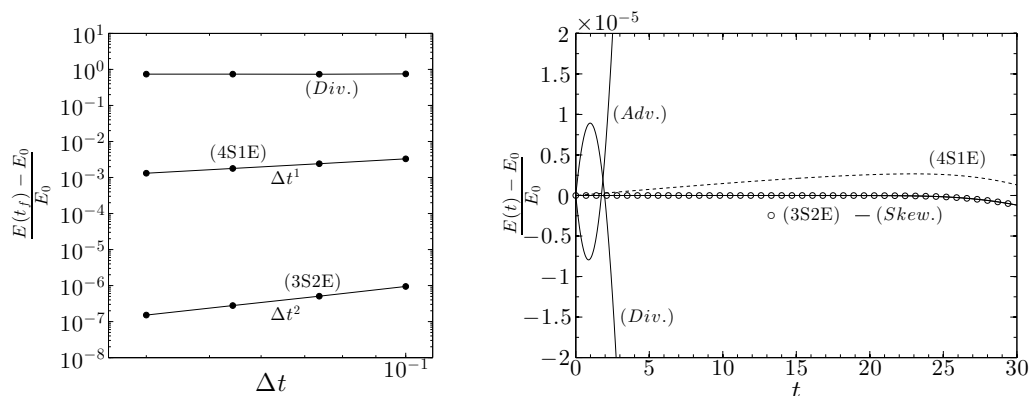 10^1
10^0
10^{-1}
10^{-2}
10^{-3}
10^{-4}
10^{-5}
10^{-6}
10^{-7}
10^{-8}
E(t_f) − E_0
E_0
(Div.)
(4S1E)
Δt^1
(3S2E)
Δt^2
10^{-1}
Δt
×10^{-5}
2
1.5
1
0.5
0
−0.5
−1
−1.5
−2
E(t) − E_0
E_0
(Adv.)
(4S1E)
(3S2E) (Skew.)
(Div.)
0 5 10 15 20 25 30
t